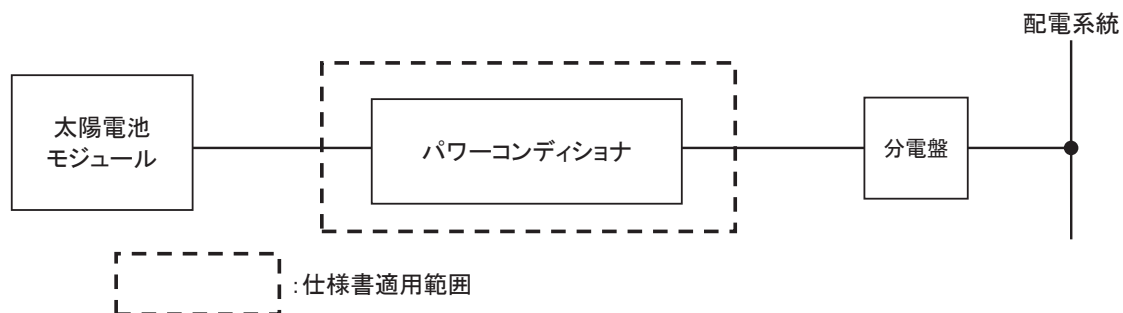 配電系統
太陽電池
モジュール
パワーコンディショナ
分電盤
:仕様書適用範囲